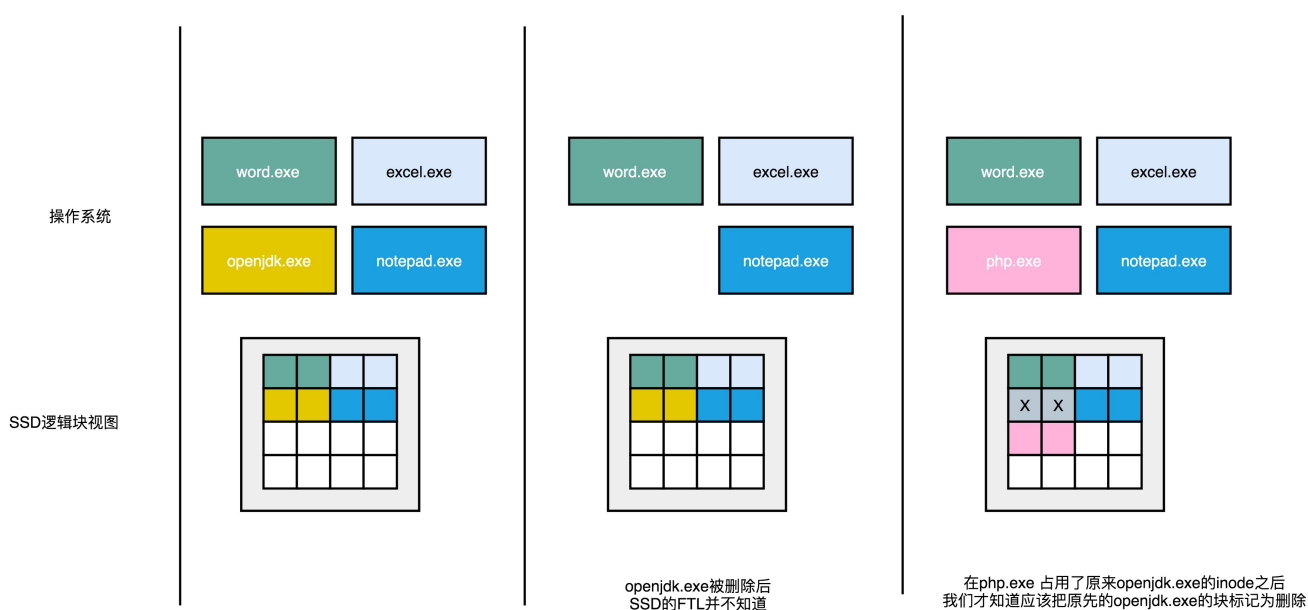 操作系统
word.exe
excel.exe
openjdk.exe
notepad.exe
word.exe
excel.exe
notepad.exe
word.exe
excel.exe
php.exe
notepad.exe
SSD逻辑块视图
X X
openjdk.exe被删除后
SSD的FTL并不知道
在php.exe 占用了原来openjdk.exe的inode之后
我们才知道应该把原先的openjdk.exe的块标记为删除